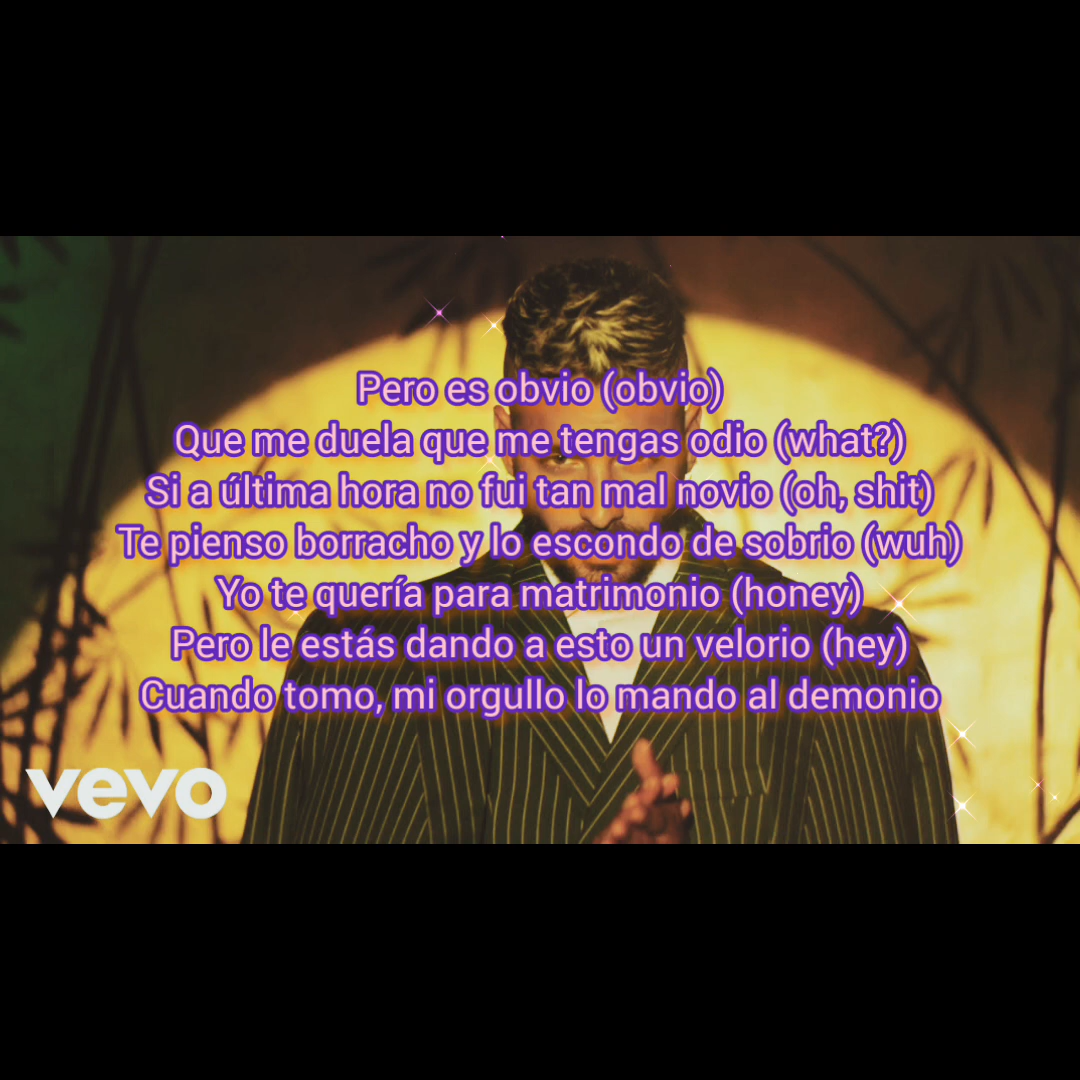 Pero es obvio (obvio)
Que me duela que me tengas odio (what?)
Si a última hora no fui tan mal novio (oh, shit)
Te pienso borracho y lo escondo de sobrio (wuh)
Yo te quería para matrimonio (honey)
Pero le estás dando a esto un velorio (hey)
Cuando tomo, mi orgullo lo mando al demonio
vevo